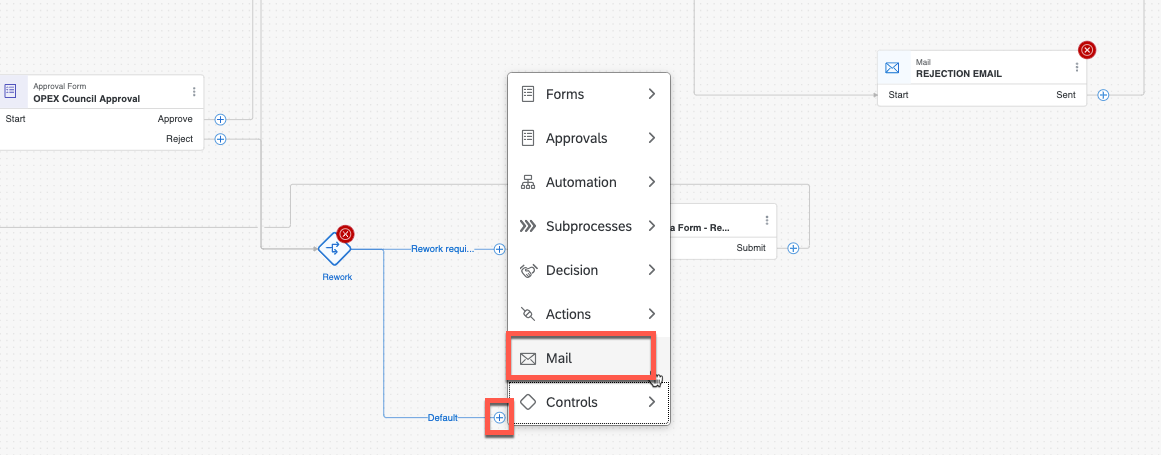 Approval Form
OPEX Council Approval
Start
Approve
Reject
Rework
Rework requi...
Default
Forms
Approvals
Automation
Subprocesses
Decision
Actions
Mail
Controls
a Form - Re...
Submit
Mail
REJECTION EMAIL
Start
Sent